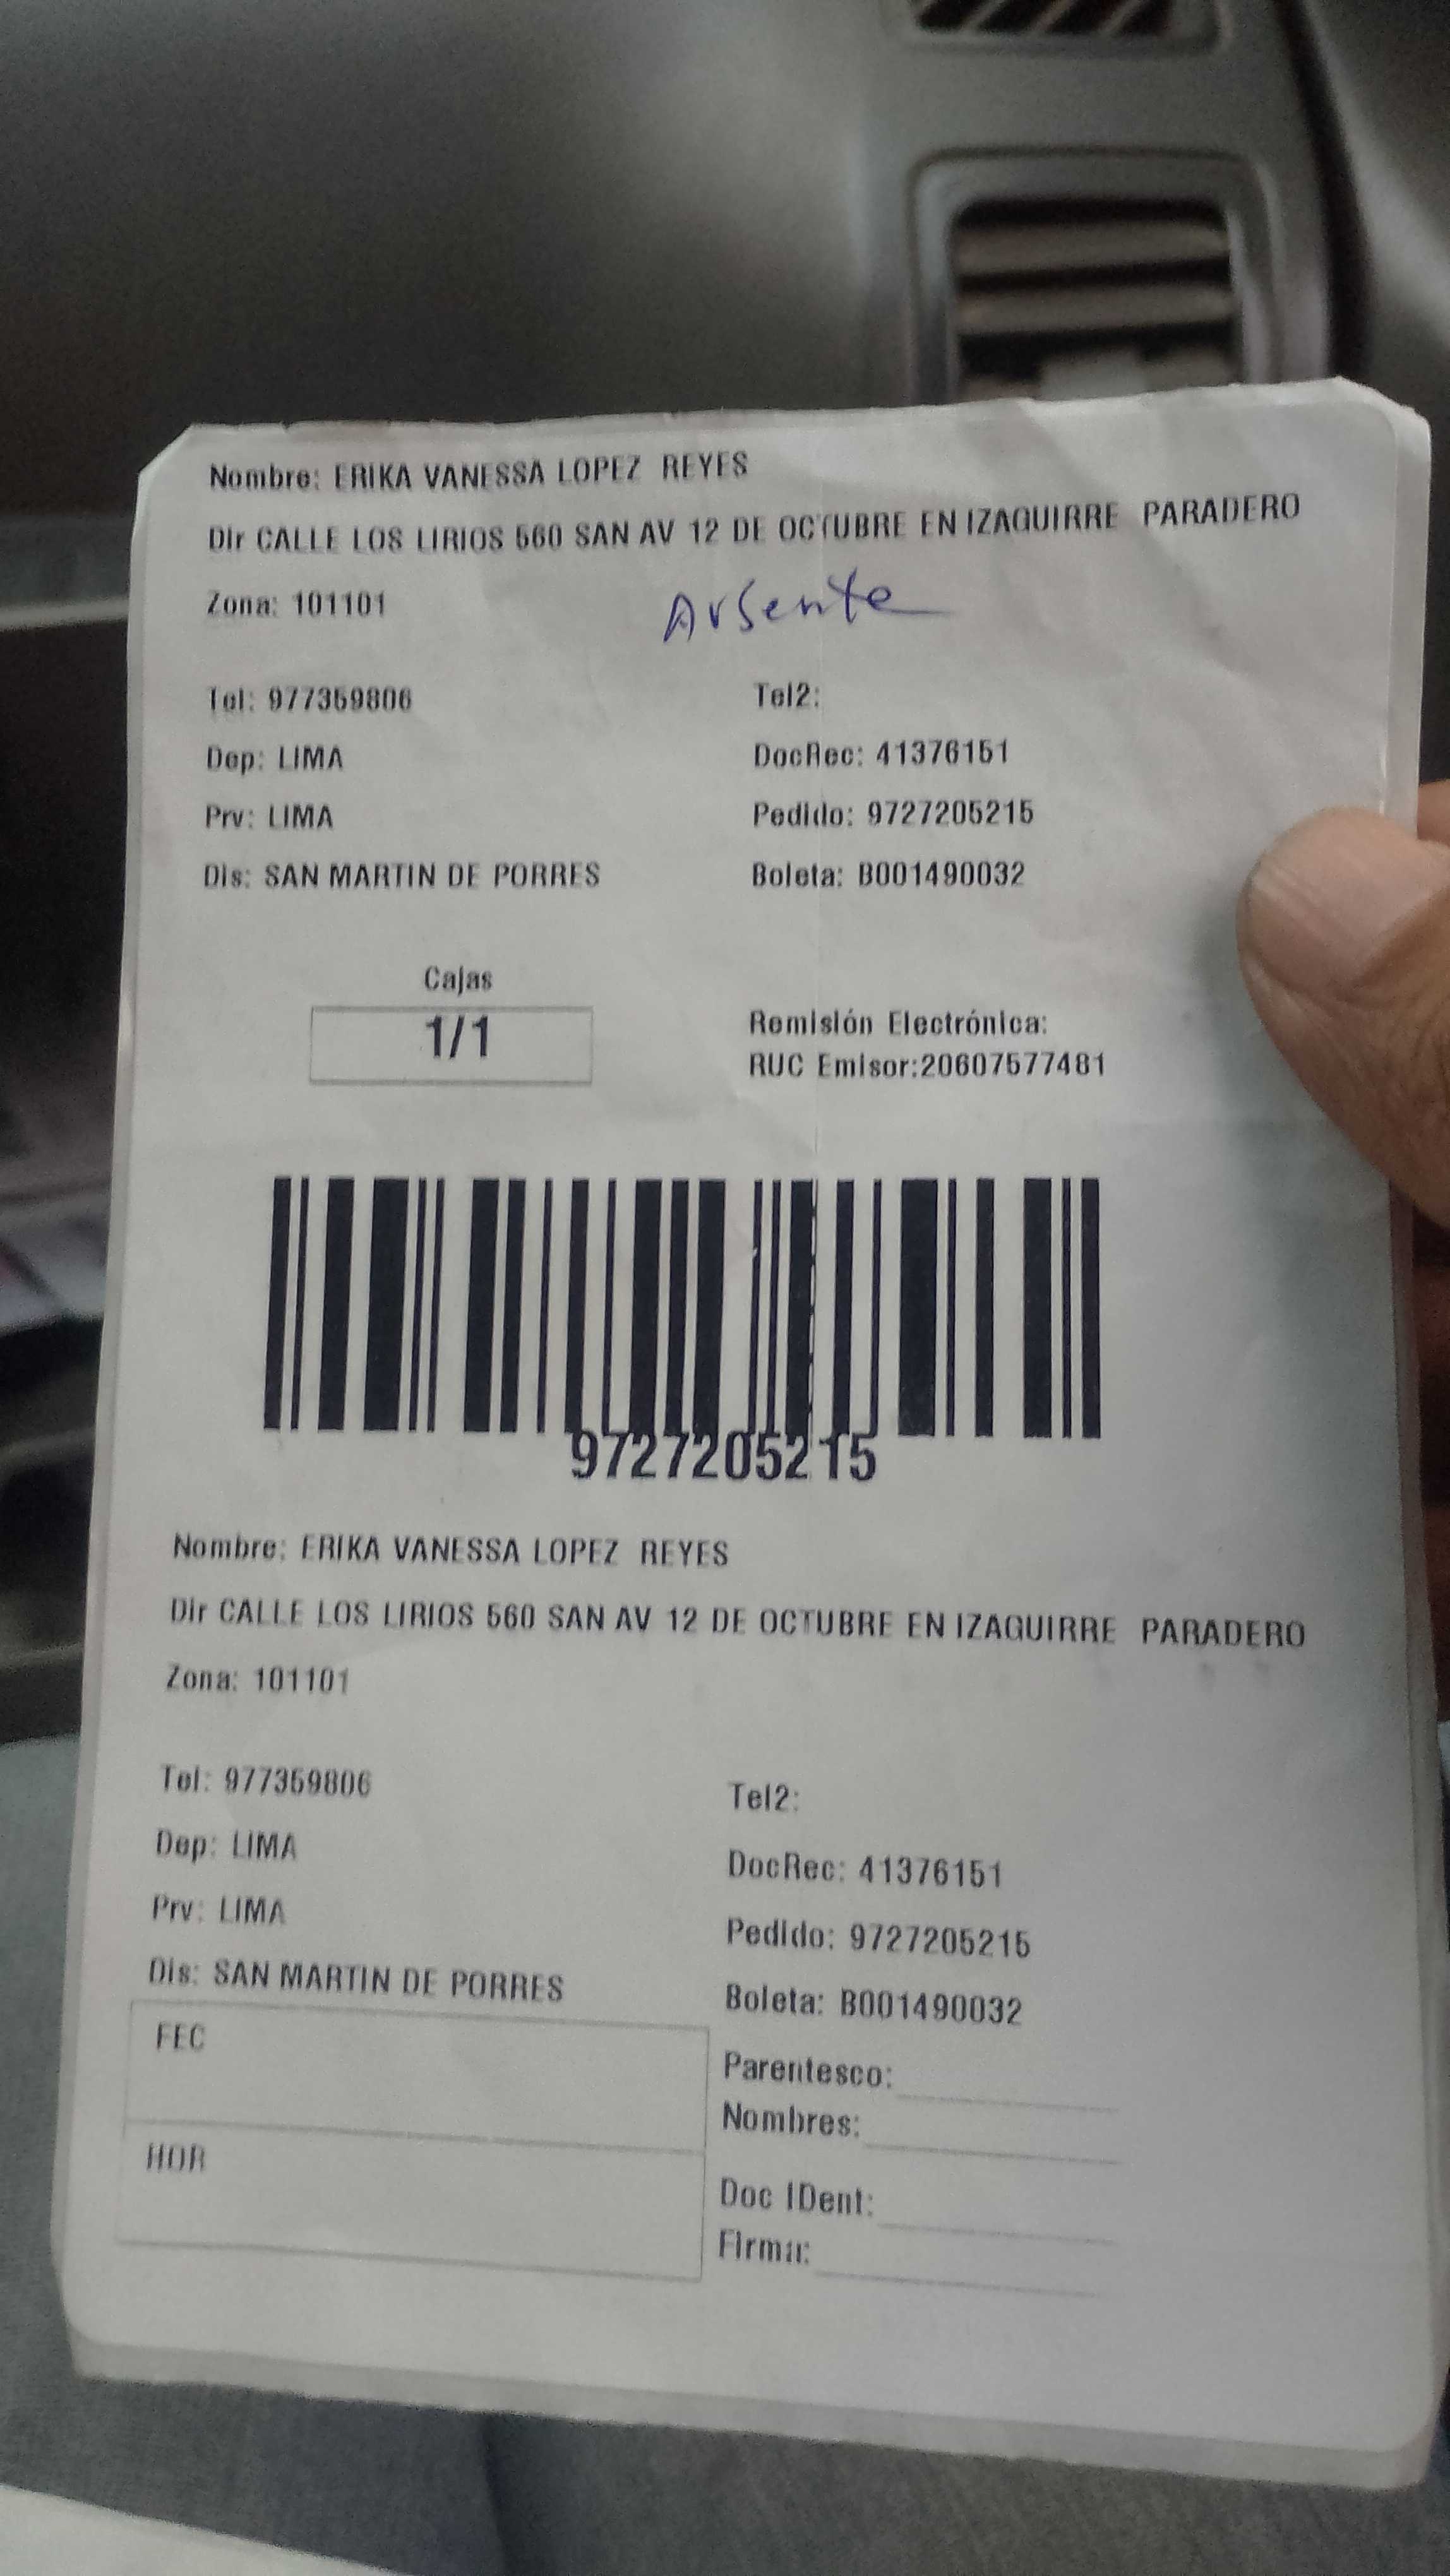 Nombre: ERIKA VANESSA LOPEZ REYES
Dir CALLE LOS LIRIOS 560 SAN AV 12 DE OCTUBRE EN IZAGUIRRE PARADERO
Zona: 101101
Ausente
Tel: 977359806
Tel2:
Dep: LIMA
DocRec: 41376151
Prv: LIMA
Pedido: 9727205215
Dis: SAN MARTIN DE PORRES
Boleta: B001490032
Cajas
1/1
Remisión Electrónica:
RUC Emisor:20607577481
9727205215
Nombre: ERIKA VANESSA LOPEZ REYES
Dir CALLE LOS LIRIOS 560 SAN AV 12 DE OCTUBRE EN IZAGUIRRE PARADERO
Zona: 101101
Tel: 977359806
Tel2:
Dep: LIMA
DocRec: 41376151
Prv: LIMA
Pedido: 9727205215
Dis: SAN MARTIN DE PORRES
Boleta: B001490032
FEC
Parentesco:
Nombres:
HOR
Doc IDent:
Firma: